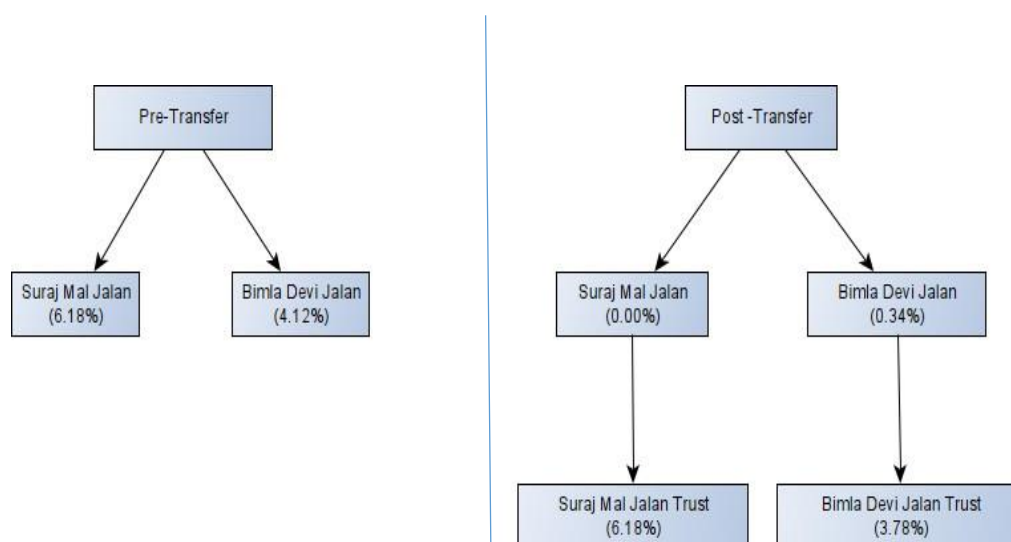 Pre-Transfer
Suraj Mal Jalan
(6.18%)
Bimla Devi Jalan
(4.12%)
Post -Transfer
Suraj Mal Jalan
(0.00%)
Bimla Devi Jalan
(0.34%)
Suraj Mal Jalan Trust
(6.18%)
Bimla Devi Jalan Trust
(3.78%)